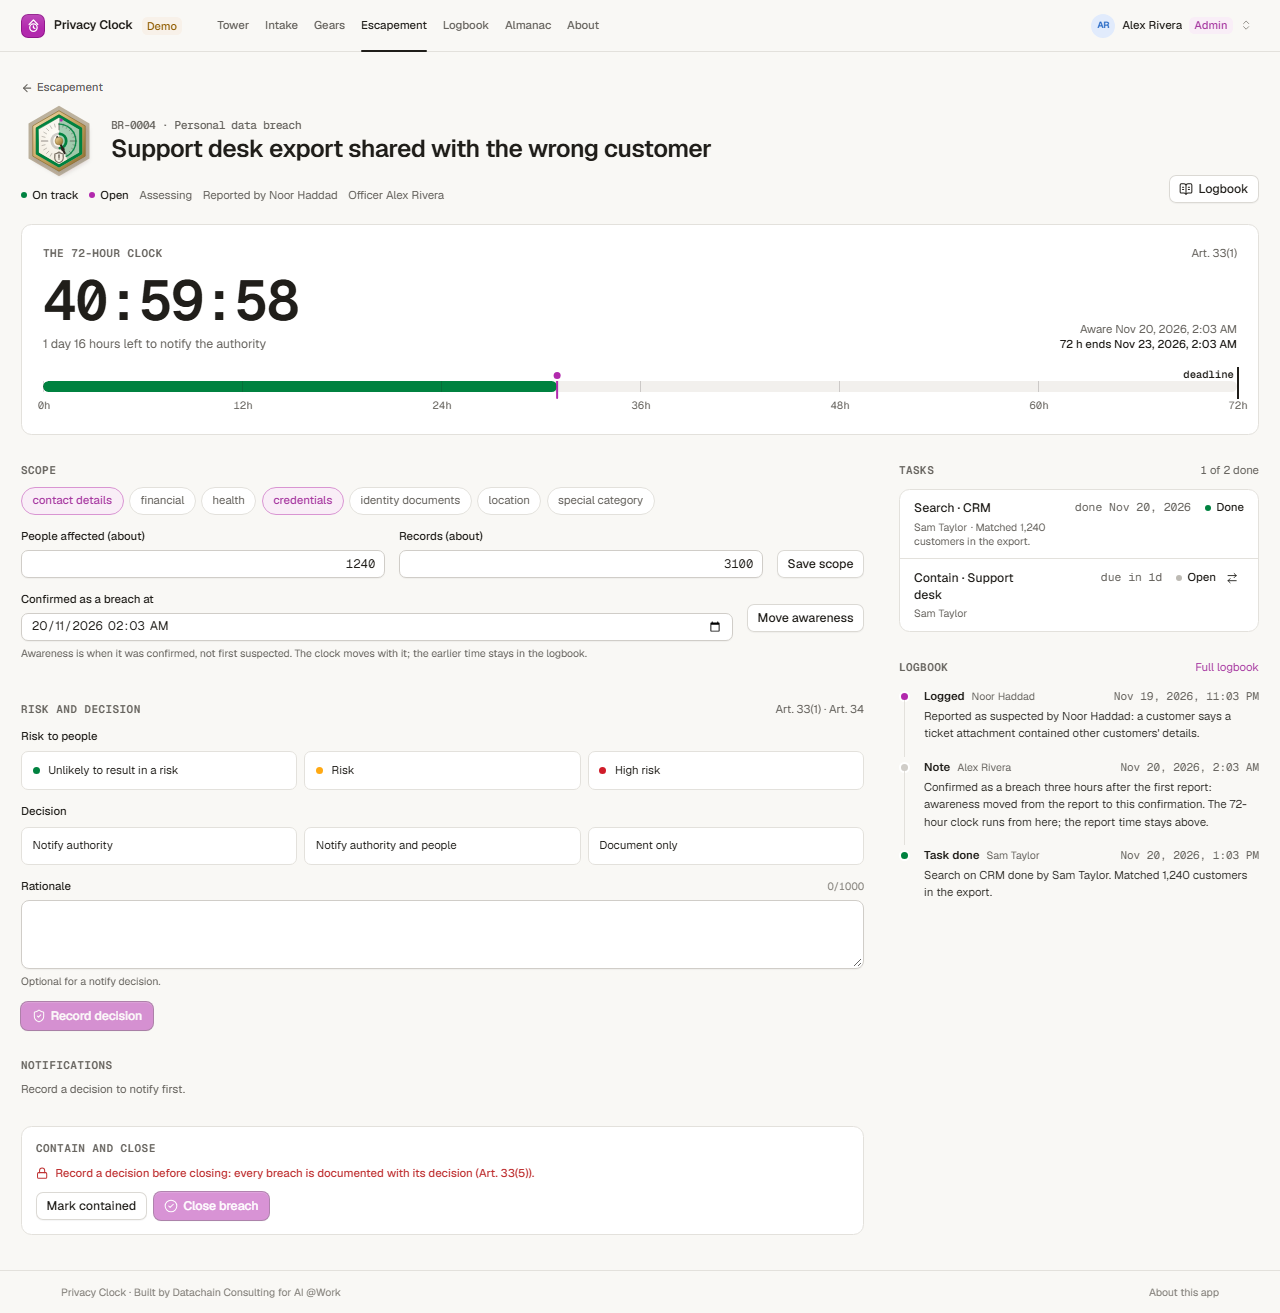 Privacy Clock Demo Tower Intake Gears Escapement Logbook Almanac About AR Alex Rivera Admin
← Escapement
BR-0004 · Personal data breach
Support desk export shared with the wrong customer
On track Open Assessing Reported by Noor Haddad Officer Alex Rivera
Logbook
THE 72-HOUR CLOCK Art. 33(1)
40:59:58
1 day 16 hours left to notify the authority
Aware Nov 20, 2026, 2:03 AM
72 h ends Nov 23, 2026, 2:03 AM
deadline
0h 12h 24h 36h 48h 60h 72h
SCOPE
contact details financial health credentials identity documents location special category
People affected (about) Records (about)
1240 3100 Save scope
Confirmed as a breach at
20/11/2026 02:03 AM Move awareness
Awareness is when it was confirmed, not first suspected. The clock moves with it; the earlier time stays in the logbook.
RISK AND DECISION Art. 33(1) · Art. 34
Risk to people
Unlikely to result in a risk Risk High risk
Decision
Notify authority Notify authority and people Document only
Rationale 0/1000
Optional for a notify decision.
Record decision
NOTIFICATIONS
Record a decision to notify first.
CONTAIN AND CLOSE
Record a decision before closing: every breach is documented with its decision (Art. 33(5)).
Mark contained Close breach
TASKS 1 of 2 done
Search · CRM done Nov 20, 2026 Done
Sam Taylor · Matched 1,240
customers in the export.
Contain · Support due in 1d Open
desk
Sam Taylor
LOGBOOK Full logbook
Logged Noor Haddad Nov 19, 2026, 11:03 PM
Reported as suspected by Noor Haddad: a customer says a
ticket attachment contained other customers' details.
Note Alex Rivera Nov 20, 2026, 2:03 AM
Confirmed as a breach three hours after the first report:
awareness moved from the report to this confirmation. The 72-
hour clock runs from here; the report time stays above.
Task done Sam Taylor Nov 20, 2026, 1:03 PM
Search on CRM done by Sam Taylor. Matched 1,240 customers
in the export.
Privacy Clock · Built by Datachain Consulting for AI @Work About this app